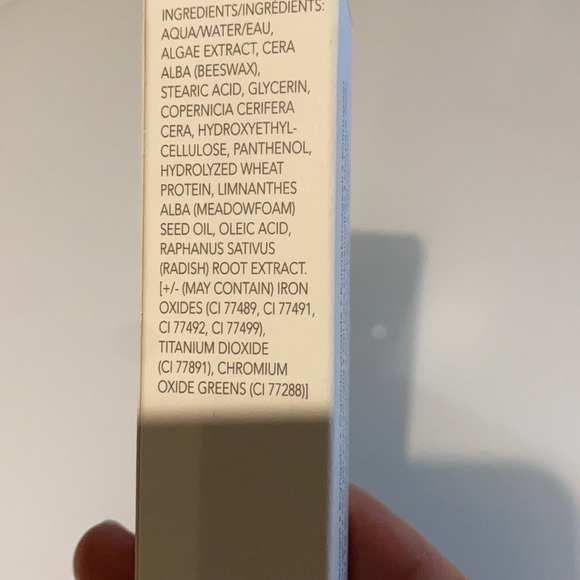 INGREDIENTS/INGRÉDIENTS:
AQUA/WATER/EAU,
ALGAE EXTRACT, CERA
ALBA (BEESWAX),
STEARIC ACID, GLYCERIN,
COPERNICIA CERIFERA
CERA, HYDROXYETHYL-
CELLULOSE, PANTHENOL,
HYDROLYZED WHEAT
PROTEIN, LIMNANTHES
ALBA (MEADOWFOAM)
SEED OIL, OLEIC ACID,
RAPHANUS SATIVUS
(RADISH) ROOT EXTRACT.
[+/- (MAY CONTAIN) IRON
OXIDES (CI 77489, CI 77491,
CI 77492, CI 77499),
TITANIUM DIOXIDE
(CI 77891), CHROMIUM
OXIDE GREENS (CI 77288)]